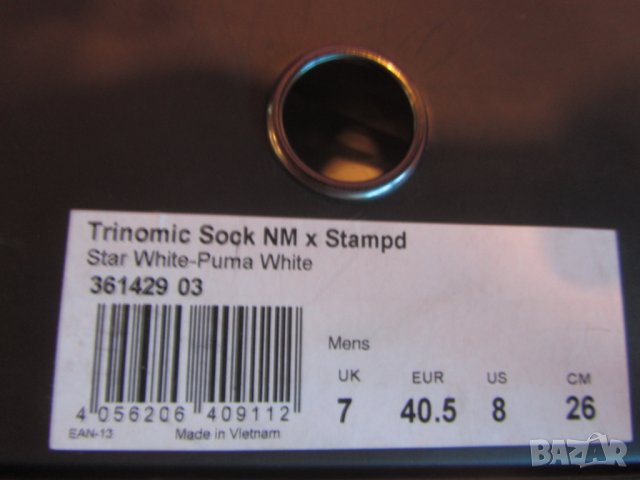 Trinomic Sock NM x Stampd
Star White-Puma White
361429 03
Mens
UK EUR US CM
7 40.5 8 26
4 056206 409112
EAN-13 Made in Vietnam
BAZAR